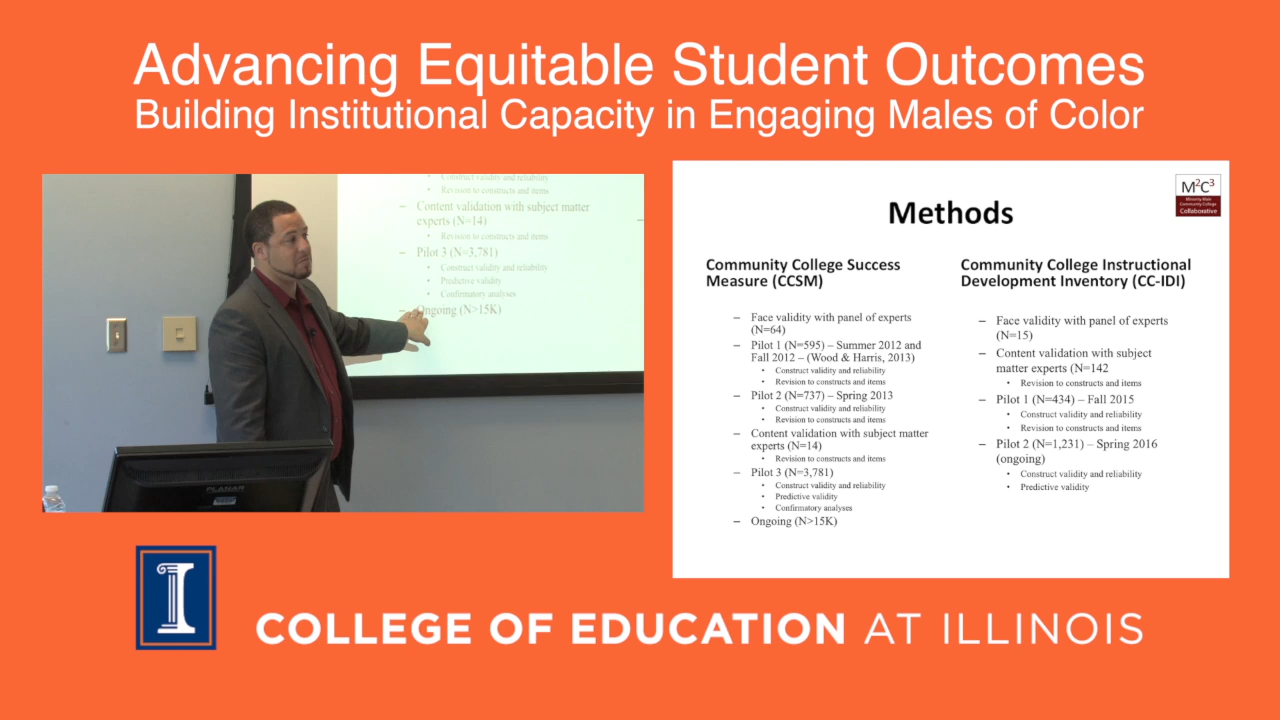 Advancing Equitable Student Outcomes
Building Institutional Capacity in Engaging Males of Color
Construct validity and reliability
• Revision to constructs and items
– Content validation with subject matter
experts (N=14)
• Revision to constructs and items
– Pilot 3 (N=3,781)
• Construct validity and reliability
• Predictive validity
• Confirmatory analyses
– Ongoing (N>15K)
PLANAR
M2C3
Minority Male
Community College
Collaborative
Methods
Community College Success
Measure (CCSM)
– Face validity with panel of experts
(N=64)
– Pilot 1 (N=595) – Summer 2012 and
Fall 2012 – (Wood & Harris, 2013)
• Construct validity and reliability
• Revision to constructs and items
– Pilot 2 (N=737) – Spring 2013
• Construct validity and reliability
• Revision to constructs and items
– Content validation with subject matter
experts (N=14)
• Revision to constructs and items
– Pilot 3 (N=3,781)
• Construct validity and reliability
• Predictive validity
• Confirmatory analyses
– Ongoing (N>15K)
Community College Instructional
Development Inventory (CC-IDI)
– Face validity with panel of experts
(N=15)
– Content validation with subject
matter experts (N=142
• Revision to constructs and items
– Pilot 1 (N=434) – Fall 2015
• Construct validity and reliability
• Revision to constructs and items
– Pilot 2 (N=1,231) – Spring 2016
(ongoing)
• Construct validity and reliability
• Predictive validity
I
COLLEGE OF EDUCATION AT ILLINOIS